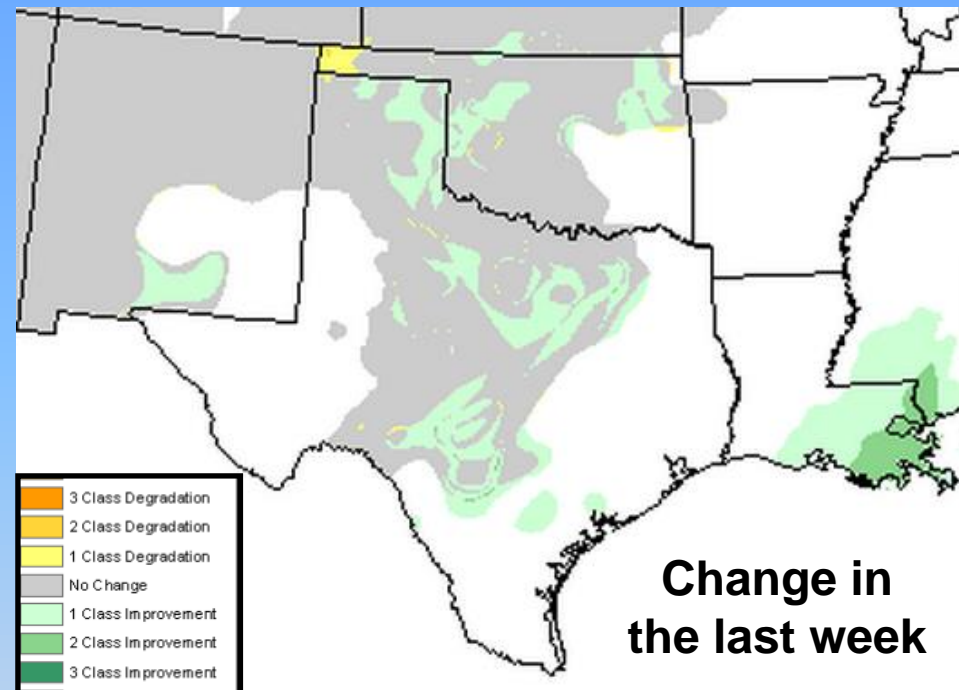 3 Class Degradation
2 Class Degradation
1 Class Degradation
No Change
1 Class Improvement
2 Class Improvement
3 Class Improvement
Change in
the last week